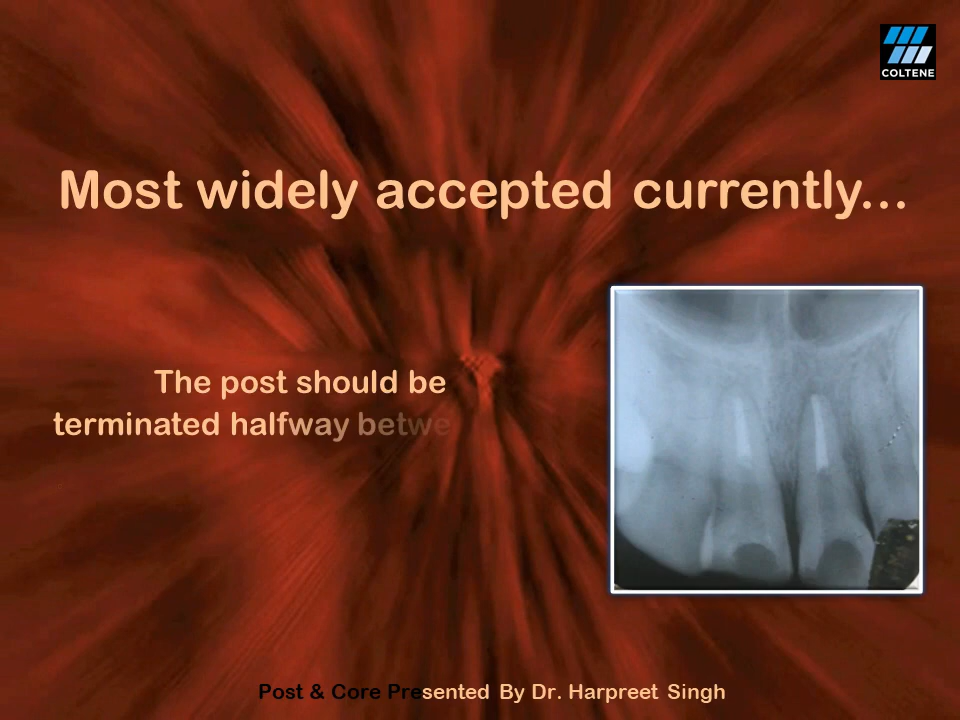 COLTENE
Most widely accepted currently...
The post should be
terminated halfway betwe
Post & Core Presented By Dr. Harpreet Singh